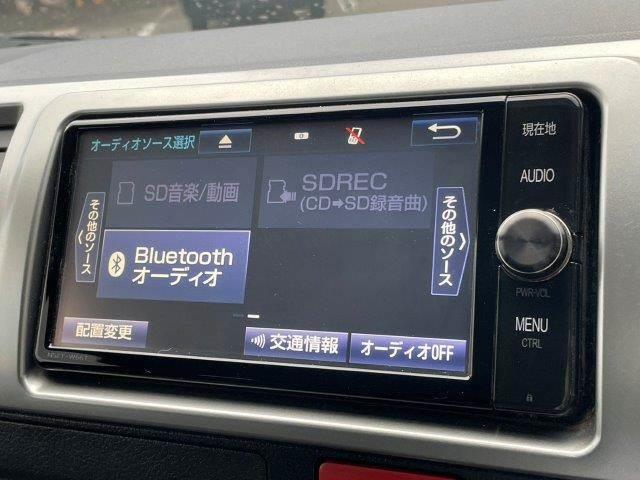 オーディオソース選択
現在地
SD音楽/動画
SDREC
(CD➡SD録音曲)
AUDIO
その他のソース
その他のソース
Bluetooth
オーディオ
PWR•VOL
配置変更
交通情報
オーディオOFF
MENU
CTRL
NSZT-W66T